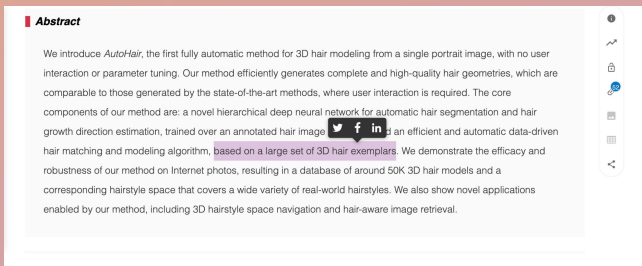 Abstract
We introduce AutoHair, the first fully automatic method for 3D hair modeling from a single portrait image, with no user
interaction or parameter tuning. Our method efficiently generates complete and high-quality hair geometries, which are
comparable to those generated by the state-of-the-art methods, where user interaction is required. The core
components of our method are: a novel hierarchical deep neural network for automatic hair segmentation and hair
growth direction estimation, trained over an annotated hair image d an efficient and automatic data-driven
hair matching and modeling algorithm, based on a large set of 3D hair exemplars. We demonstrate the efficacy and
robustness of our method on Internet photos, resulting in a database of around 50K 3D hair models and a
corresponding hairstyle space that covers a wide variety of real-world hairstyles. We also show novel applications
enabled by our method, including 3D hairstyle space navigation and hair-aware image retrieval.